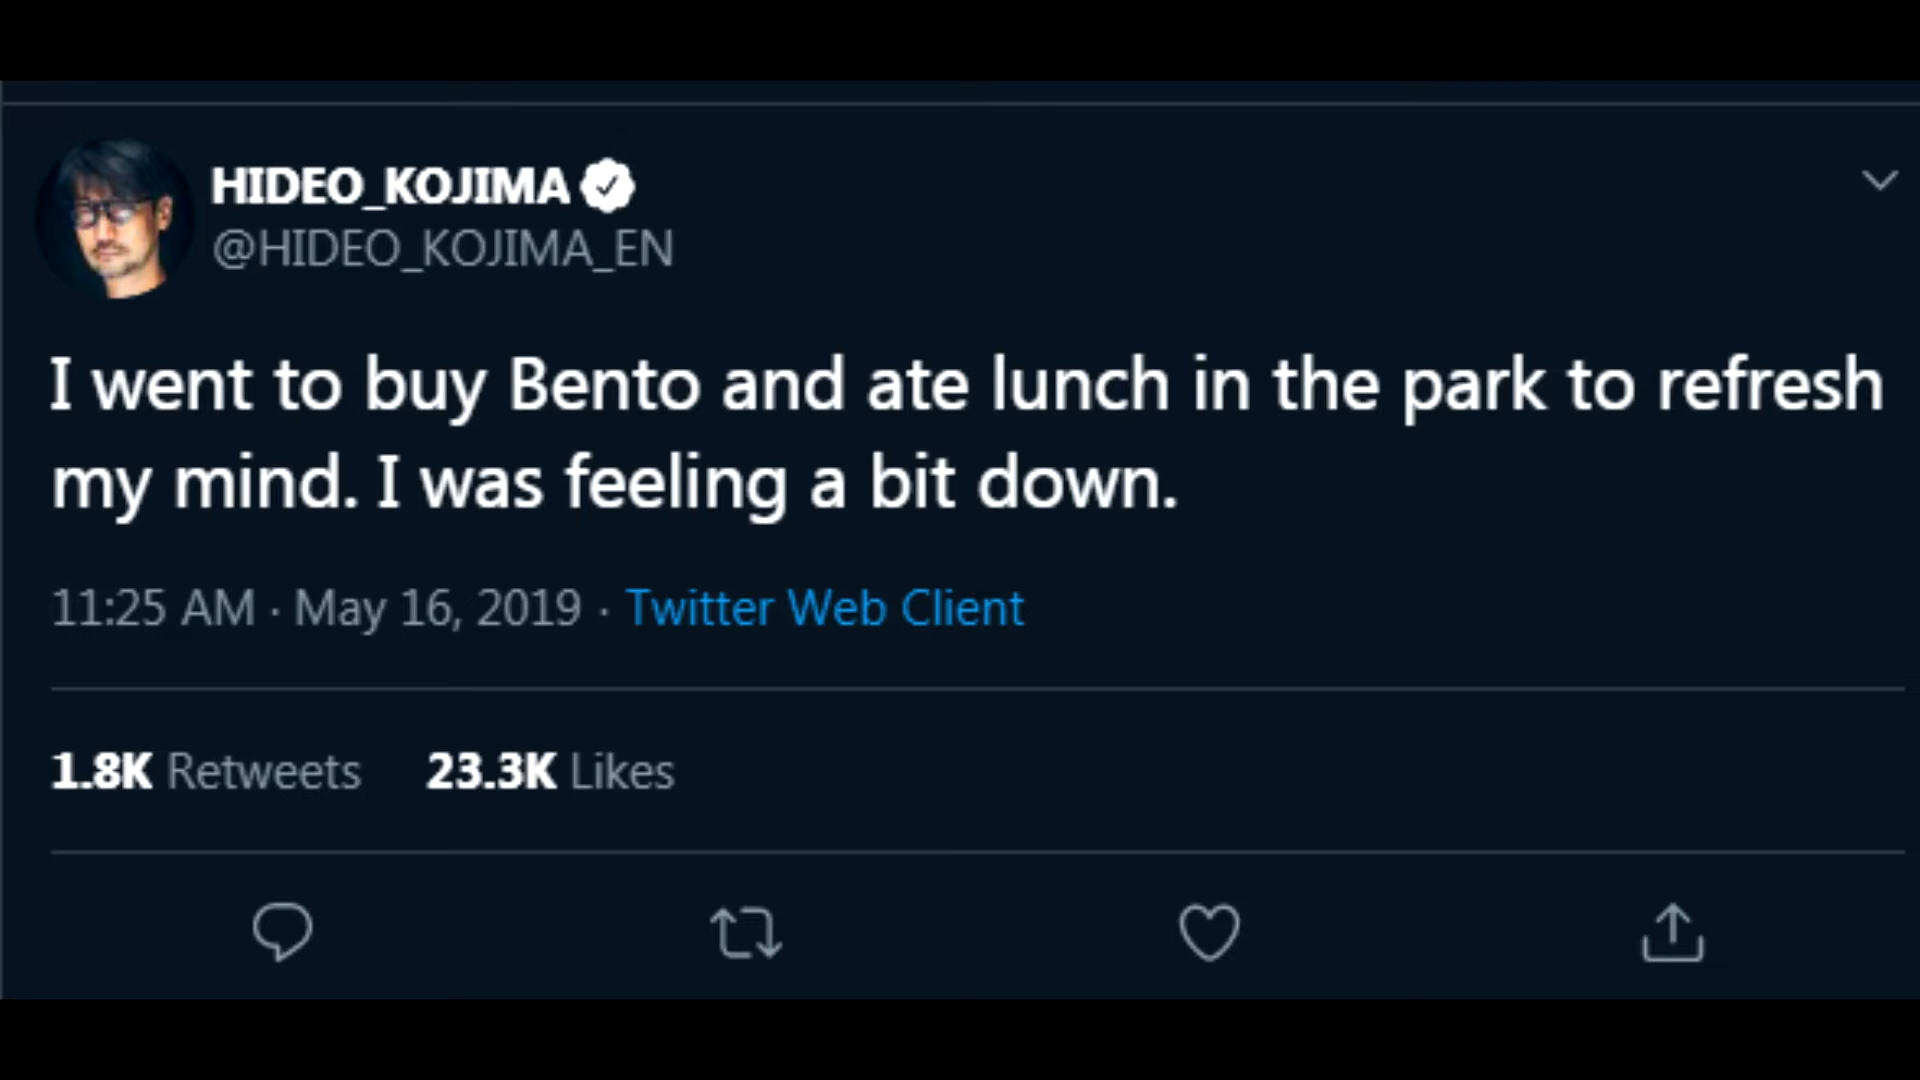 HIDEO_KOJIMA
@HIDEO_KOJIMA_EN
I went to buy Bento and ate lunch in the park to refresh
my mind. I was feeling a bit down.
11:25 AM · May 16, 2019 · Twitter Web Client
1.8K Retweets 23.3K Likes